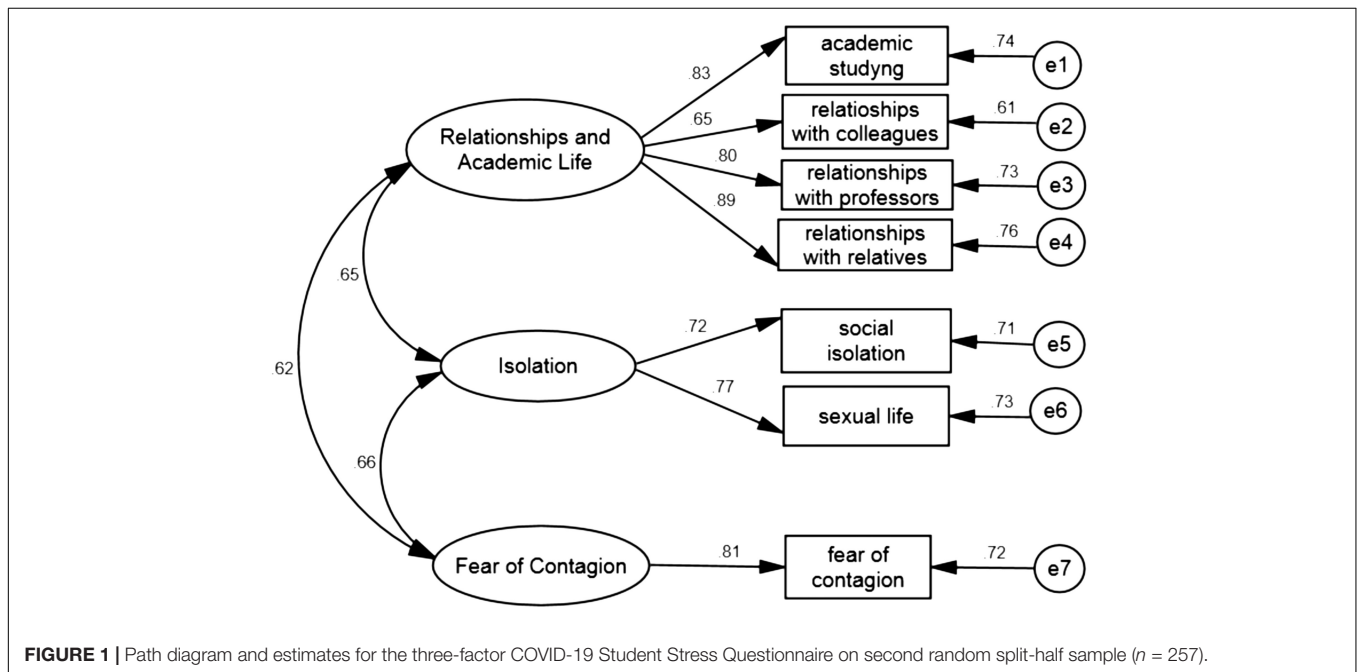 .83
.74
academic
studyng
e1
.65
.61
relatioships
with colleagues
e2
Relationships and
Academic Life
.80
.73
relationships
with professors
e3
.89
.76
relationships
with relatives
e4
.65
.72
.71
social
isolation
e5
Isolation
.62
.77
.73
sexual life
e6
.66
.81
.72
Fear of Contagion
fear of
contagion
e7
FIGURE 1 | Path diagram and estimates for the three-factor COVID-19 Student Stress Questionnaire on second random split-half sample (n = 257).